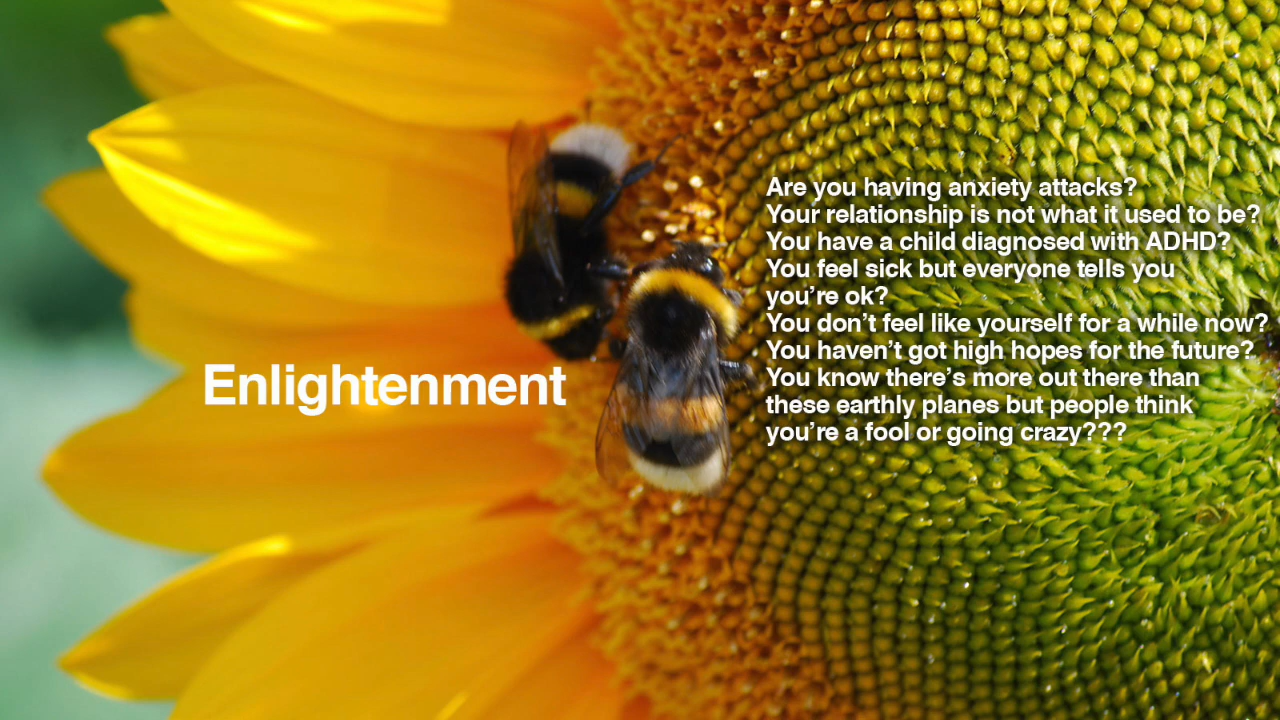 Enlightenment
Are you having anxiety attacks?
Your relationship is not what it used to be?
You have a child diagnosed with ADHD?
You feel sick but everyone tells you
you’re ok?
You don’t feel like yourself for a while now?
You haven’t got high hopes for the future?
You know there’s more out there than
these earthly planes but people think
you’re a fool or going crazy???